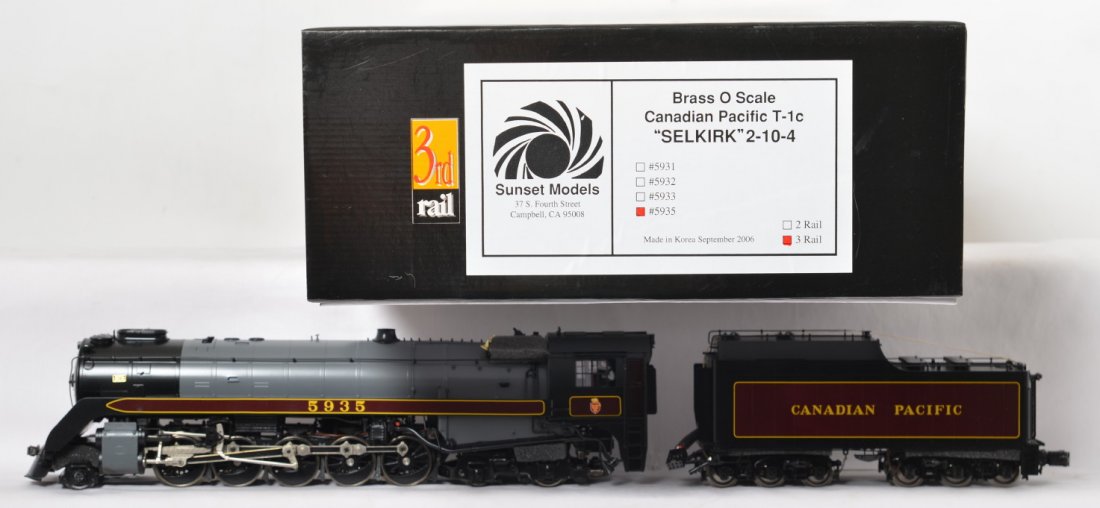 3rd
rail
Sunset Models
37 S. Fourth Street
Campbell, CA 95008
Brass O Scale
Canadian Pacific T-1c
“SELKIRK” 2-10-4
#5931
#5932
#5933
#5935
2 Rail
Made in Korea September 2006
3 Rail
5935
CANADIAN PACIFIC